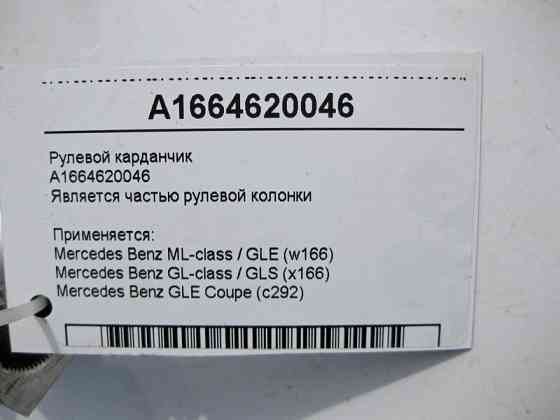 A1664620046
Рулевой карданчик
A1664620046
Является частью рулевой колонки
Применяется:
Mercedes Benz ML-class / GLE (w166)
Mercedes Benz GL-class / GLS (x166)
Mercedes Benz GLE Coupe (c292)